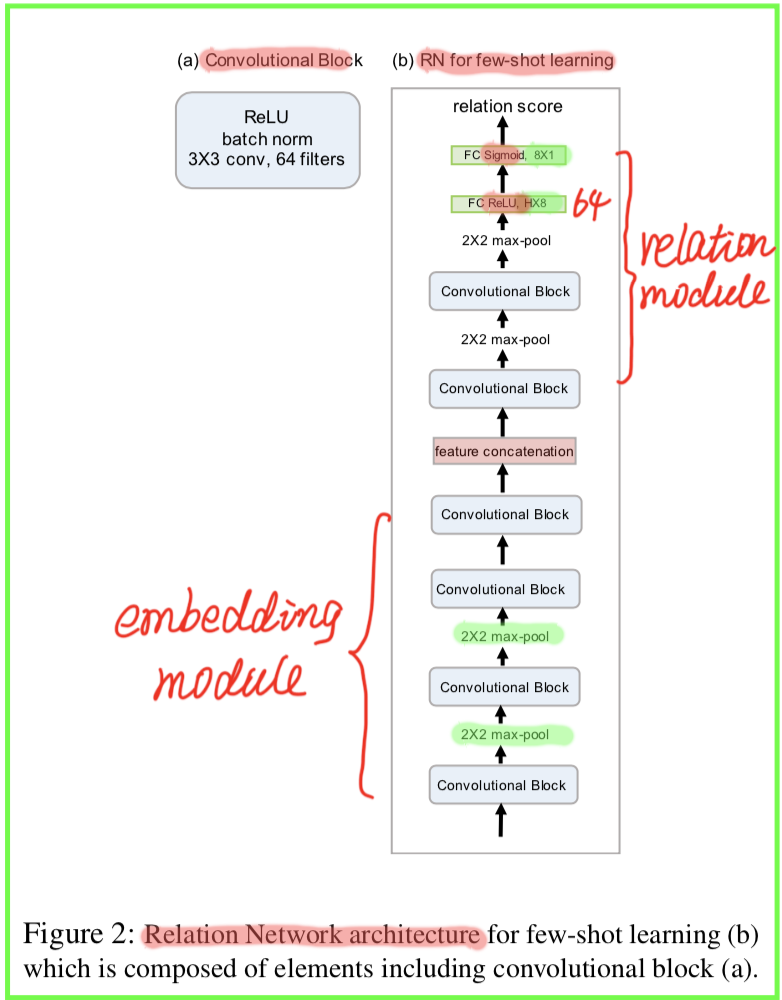 (a) Convolutional Block
(b) RN for few-shot learning
ReLU
batch norm
3X3 conv, 64 filters
relation score
FC Sigmoid, 8X1
FC ReLU, HX8
64
2X2 max-pool
Convolutional Block
relation
module
2X2 max-pool
Convolutional Block
feature concatenation
Convolutional Block
Convolutional Block
embedding
module
2X2 max-pool
Convolutional Block
2X2 max-pool
Convolutional Block
Figure 2: Relation Network architecture for few-shot learning (b)
which is composed of elements including convolutional block (a).